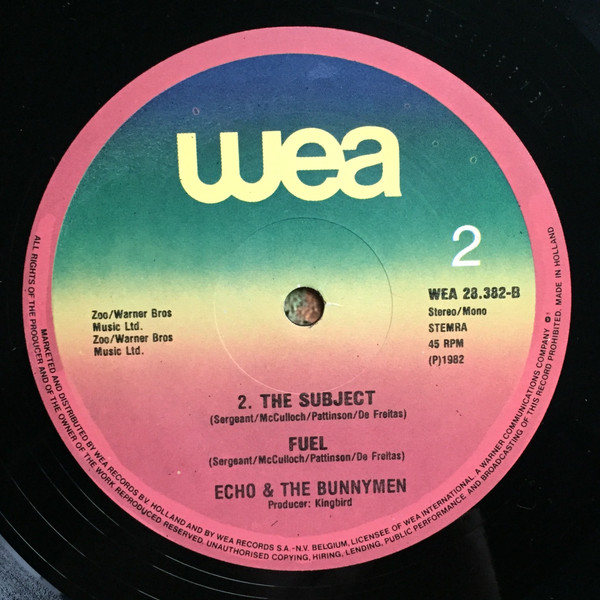 wea
2
WEA 28.382-B
Stereo/Mono
STEMRA
45 RPM
(P)1982
Zoo/Warner Bros
Music Ltd.
Zoo/Warner Bros
Music Ltd.
2. THE SUBJECT
(Sergeant/McCulloch/Pattinson/De Freitas)
FUEL
(Sergeant/McCulloch/Pattinson/De Freitas)
ECHO & THE BUNNYMEN
Producer: Kingbird
ALL RIGHTS OF THE PRODUCER AND OF THE OWNER OF THE WORK REPRODUCED RESERVED. UNAUTHORISED COPYING, HIRING, LENDING, PUBLIC PERFORMANCE AND BROADCASTING OF THIS RECORD PROHIBITED. MADE IN HOLLAND
MARKETED AND DISTRIBUTED BY WEA RECORDS B.V. HOLLAND AND BY WEA RECORDS S.A.-N.V. BELGIUM, LICENSEE OF WEA INTERNATIONAL. A WARNER COMMUNICATIONS COMPANY